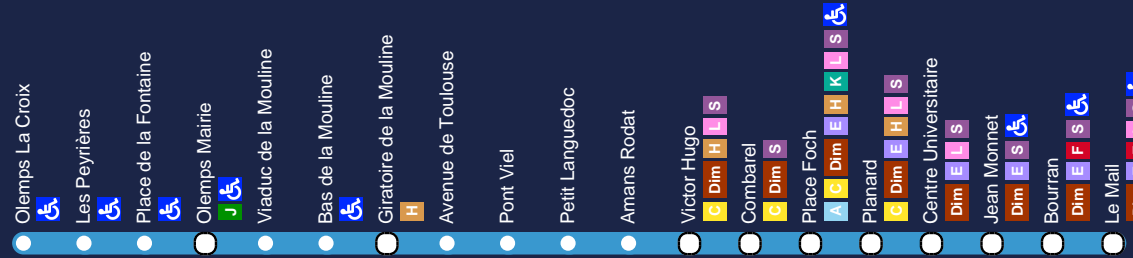 Olemps La Croix
Les Peyrières
Place de la Fontaine
Olemps Mairie
J
Viaduc de la Mouline
Bas de la Mouline
Giratoire de la Mouline
H
Avenue de Toulouse
Pont Viel
Petit Languedoc
Amans Rodat
Victor Hugo
C Dim H L S
Combarel
C Dim S
Place Foch
A C Dim E H K L S
Planard
C Dim E H L S
Centre Universitaire
Dim E L S
Jean Monnet
Dim E S
Bourran
Dim E F S
Le Mail